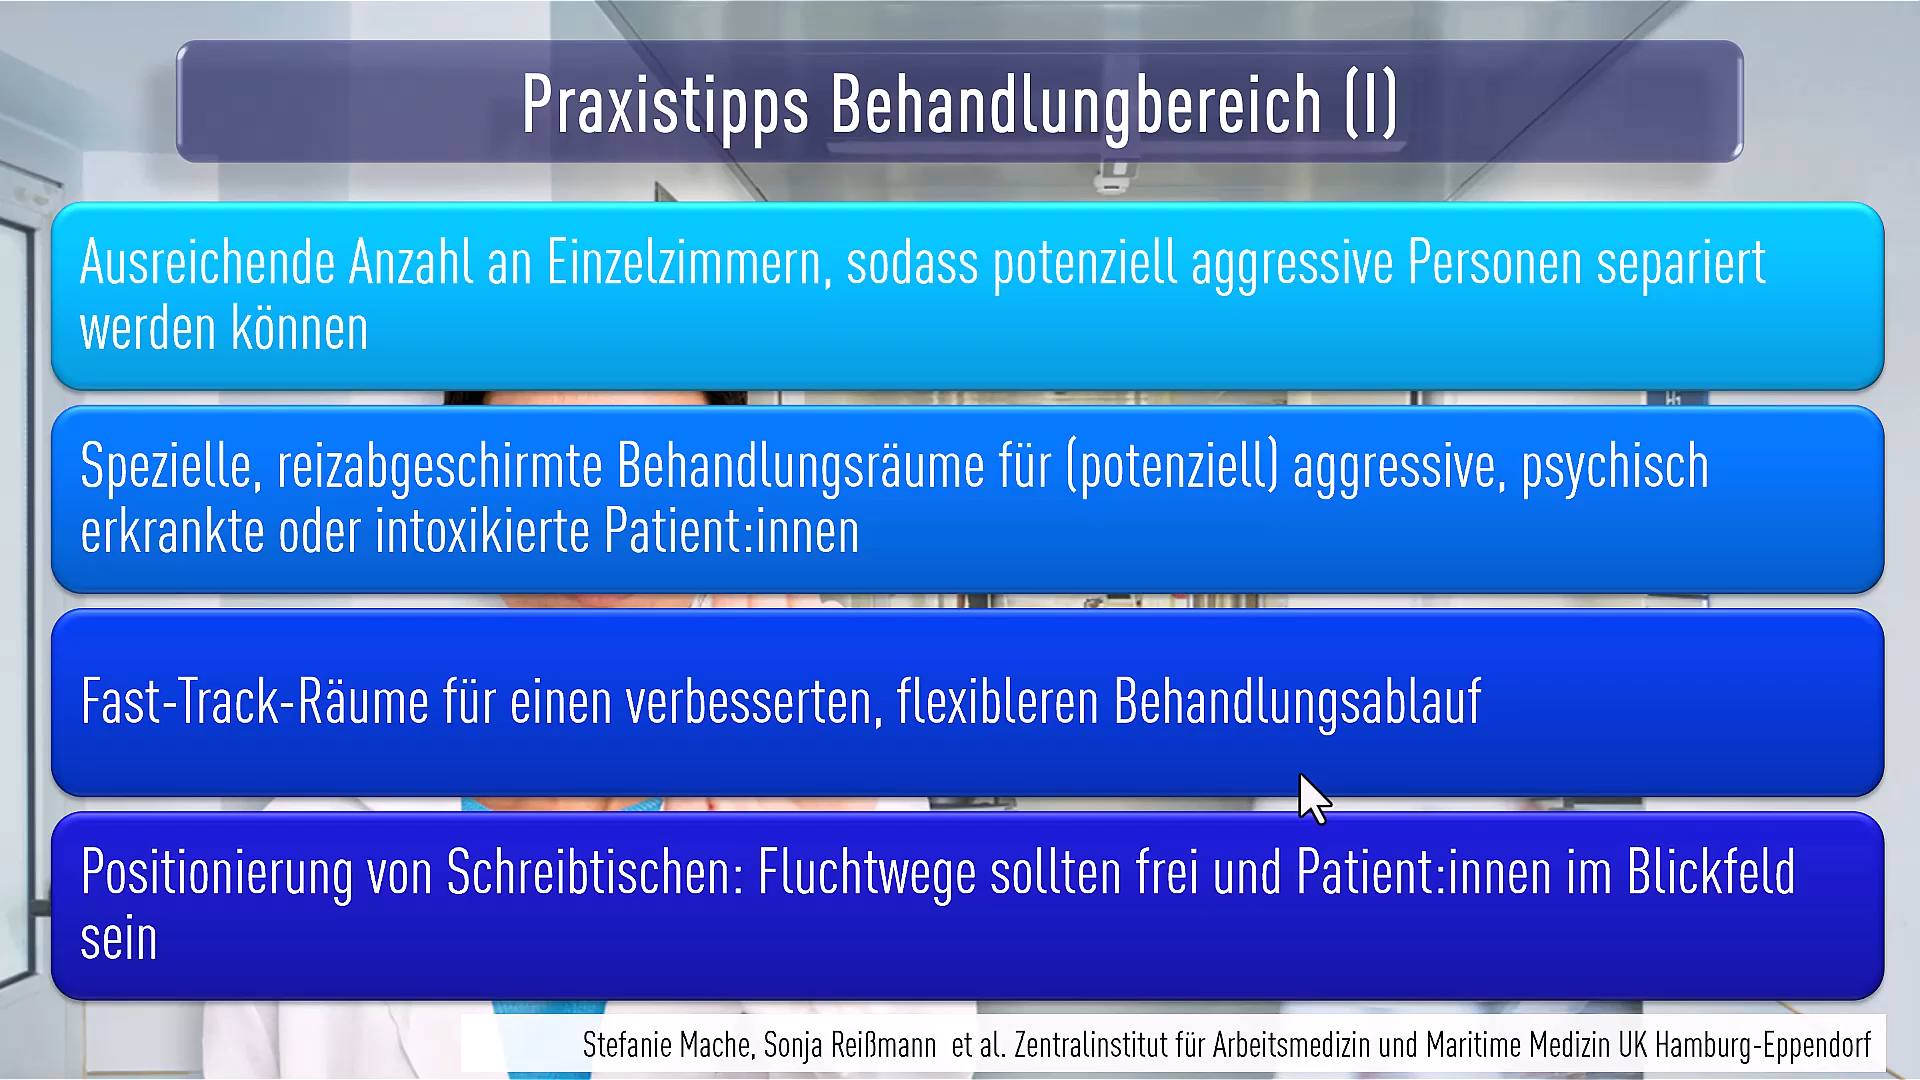 Praxistipps Behandlungbereich (I)
Ausreichende Anzahl an Einzelzimmern, sodass potenziell aggressive Personen separiert
werden können
Spezielle, reizabgeschirmte Behandlungsräume für (potenziell) aggressive, psychisch
erkrankte oder intoxikierte Patient:innen
Fast-Track-Räume für einen verbesserten, flexibleren Behandlungsablauf
Positionierung von Schreibtischen: Fluchtwege sollten frei und Patient:innen im Blickfeld
sein
Stefanie Mache, Sonja Reißmann et al. Zentralinstitut für Arbeitsmedizin und Maritime Medizin UK Hamburg-Eppendorf